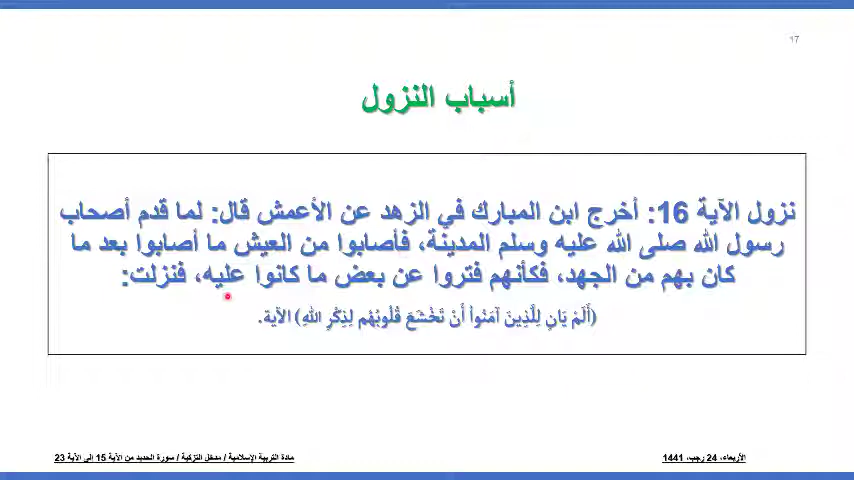 ١7
أسباب النزول
نزول الآية 16: أخرج ابن المبارك في الزهد عن الأعمش قال: لما قدم أصحاب
رسول الله صلى الله عليه وسلم المدينة، فأصابوا من العيش ما أصابوا بعد ما
كان بهم من الجهد، فكأنهم فتروا عن بعض ما كانوا عليه، فنزلت:
(أَلَمْ يَانِ لِلَّذِينَ آمَنُواْ أَنْ تَخْشَعَ قُلُوبُهُم لِذِكْرِ اللهِ) الآية.
الأربعاء، 24 رجب، 1441
مادة التربية الإسلامية / مدخل التزكية / سورة الحديد من الآية 15 إلى الآية 23